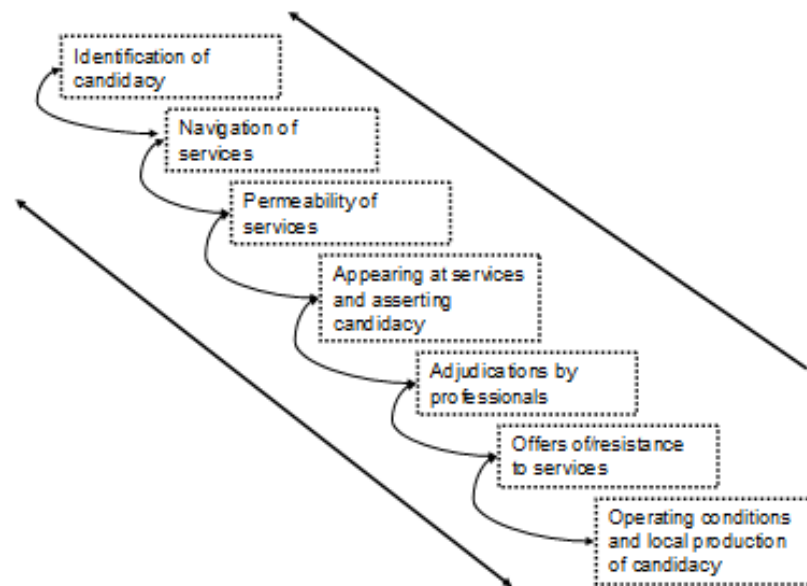 Identification of
candidacy
Navigation of
services
Permeability of
services
Appearing at services
and asserting
candidacy
Adjudications by
professionals
Offers of/resistance
to services
Operating conditions
and local production
of candidacy